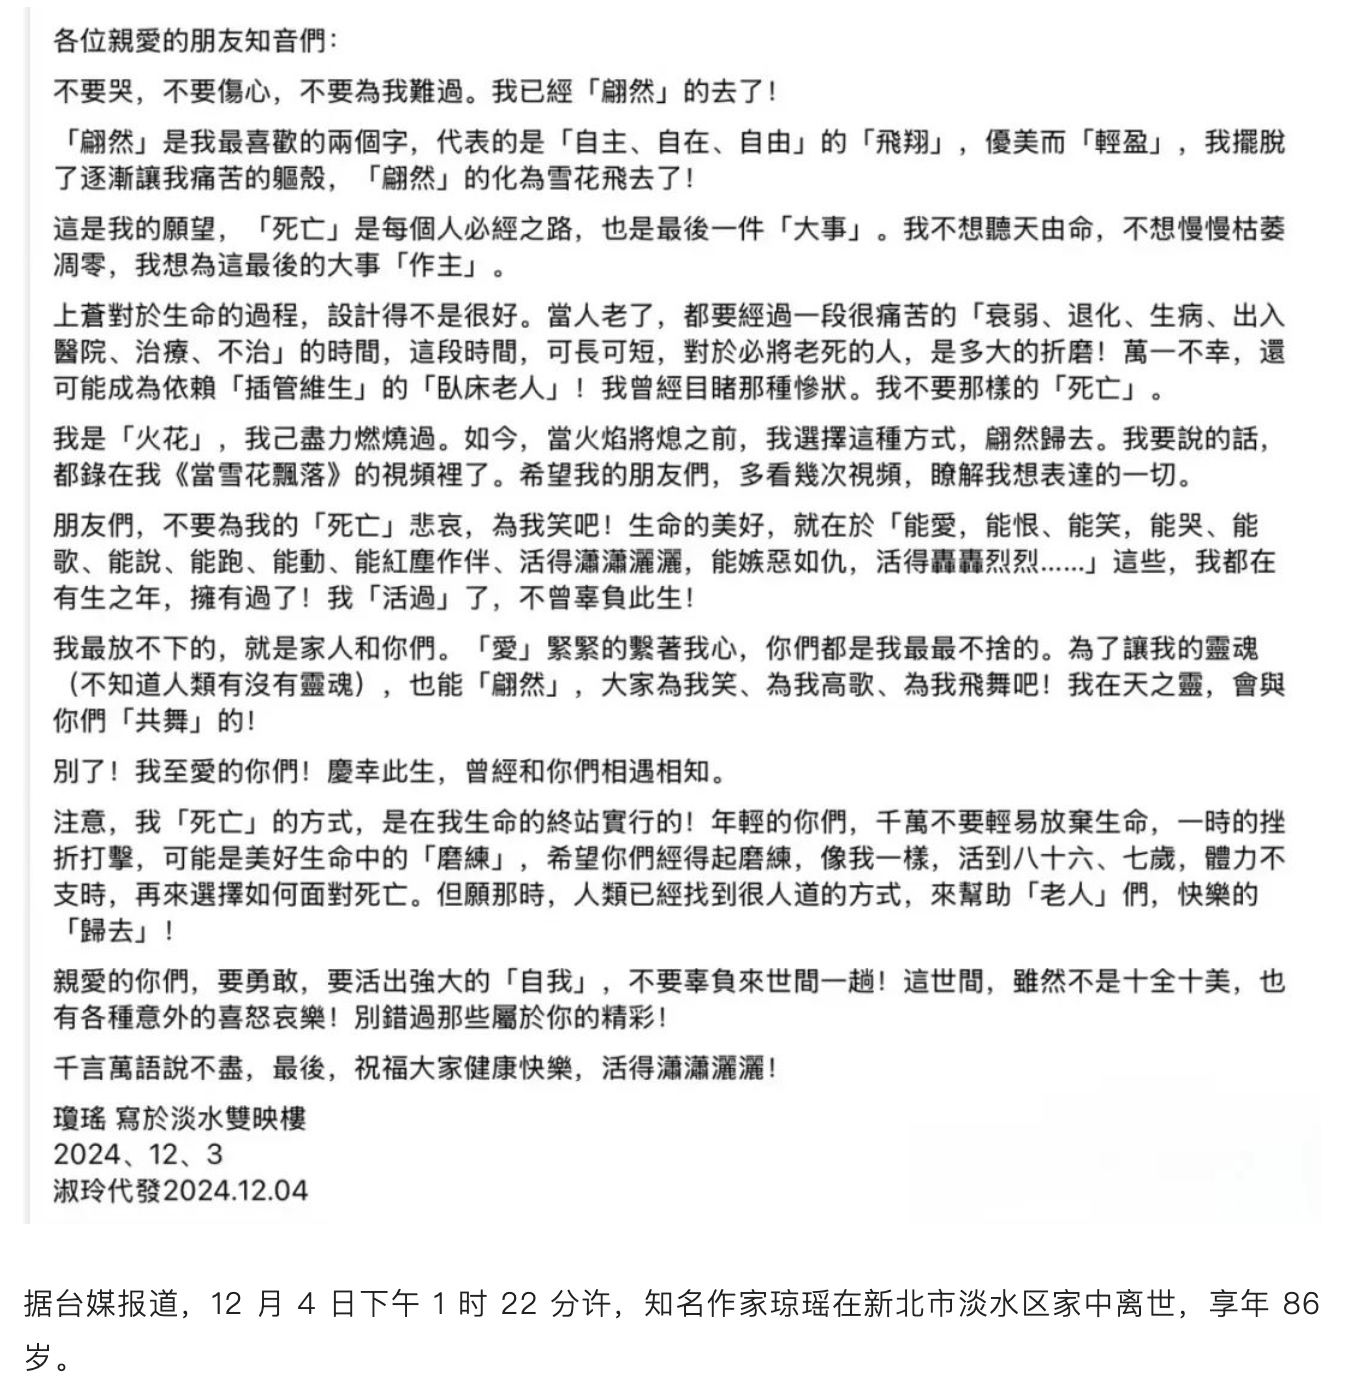 各位親愛的朋友知音們：
不要哭，不要傷心，不要為我難過。我已經「翩然」的去了！
「翩然」是我最喜歡的兩個字，代表的是「自主、自在、自由」的「飛翔」，優美而「輕盈」，我擺脫
了逐漸讓我痛苦的軀殼，「翩然」的化為雪花飛去了！
這是我的願望，「死亡」是每個人必經之路，也是最後一件「大事」。我不想聽天由命，不想慢慢枯萎
凋零，我想為這最後的大事「作主」。
上蒼對於生命的過程，設計得不是很好。當人老了，都要經過一段很痛苦的「衰弱、退化、生病、出入
醫院、治療、不治」的時間，這段時間，可長可短，對於必將老死的人，是多大的折磨！萬一不幸，還
可能成為依賴「插管維生」的「臥床老人」！我曾經目睹那種慘狀。我不要那樣的「死亡」。
我是「火花」，我己盡力燃燒過。如今，當火焰將熄之前，我選擇這種方式，翩然歸去。我要說的話，
都錄在我《當雪花飄落》的視頻裡了。希望我的朋友們，多看幾次視頻，瞭解我想表達的一切。
朋友們，不要為我的「死亡」悲哀，為我笑吧！生命的美好，就在於「能愛，能恨、能笑，能哭、能
歌、能說、能跑、能動、能紅塵作伴、活得瀟瀟灑灑，能嫉惡如仇，活得轟轟烈烈……」這些，我都在
有生之年，擁有過了！我「活過」了，不曾辜負此生！
我最放不下的，就是家人和你們。「愛」緊緊的繫著我心，你們都是我最最不捨的。為了讓我的靈魂
（不知道人類有沒有靈魂），也能「翩然」，大家為我笑、為我高歌、為我飛舞吧！我在天之靈，會與
你們「共舞」的！
別了！我至愛的你們！慶幸此生，曾經和你們相遇相知。
注意，我「死亡」的方式，是在我生命的終站實行的！年輕的你們，千萬不要輕易放棄生命，一時的挫
折打擊，可能是美好生命中的「磨練」，希望你們經得起磨練，像我一樣，活到八十六、七歲，體力不
支時，再來選擇如何面對死亡。但願那時，人類已經找到很人道的方式，來幫助「老人」們，快樂的
「歸去」！
親愛的你們，要勇敢，要活出強大的「自我」，不要辜負來世間一趟！這世間，雖然不是十全十美，也
有各種意外的喜怒哀樂！別錯過那些屬於你的精彩！
千言萬語說不盡，最後，祝福大家健康快樂，活得瀟瀟灑灑！
瓊瑤 寫於淡水雙映樓
2024、12、3
淑玲代發2024.12.04
据台媒报道，12 月 4 日下午 1 时 22 分许，知名作家琼瑶在新北市淡水区家中离世，享年 86
岁。